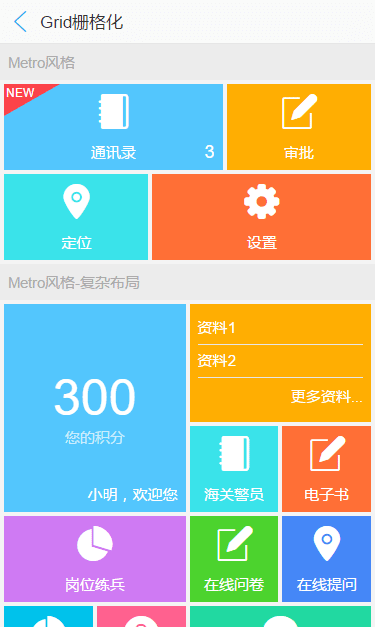 Grid栅格化
Metro风格
NEW
通讯录
3
审批
定位
设置
Metro风格-复杂布局
300
您的积分
小明，欢迎您
资料1
资料2
更多资料...
海关警员
电子书
岗位练兵
在线问卷
在线提问